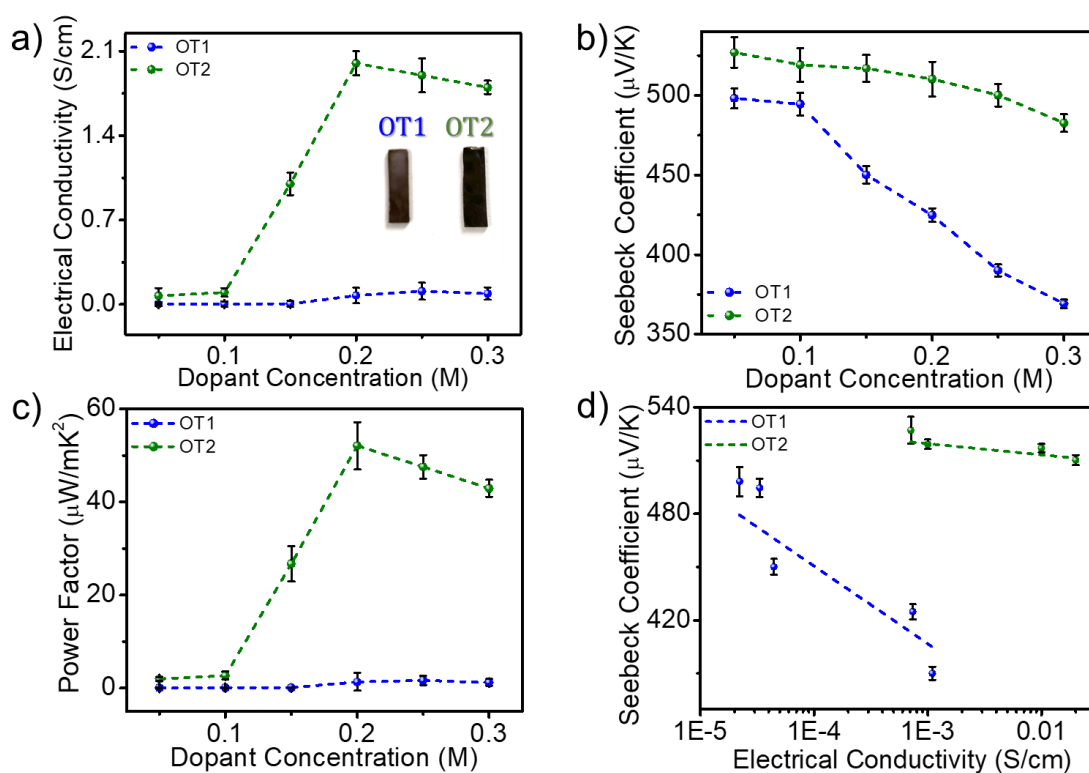 a)
OT1
OT2
2.1
1.4
0.7
0.0
Electrical Conductivity (S/cm)
OT1 OT2
0.1 0.2 0.3
Dopant Concentration (M)
b)
500
450
400
350
Seebeck Coefficient (μV/K)
OT1
OT2
0.1 0.2 0.3
Dopant Concentration (M)
c)
OT1
OT2
60
40
20
0
Power Factor (μW/mK²)
0.1 0.2 0.3
Dopant Concentration (M)
d)
OT1
OT2
540
480
420
Seebeck Coefficient (μV/K)
1E-5 1E-4 1E-3 0.01
Electrical Conductivity (S/cm)